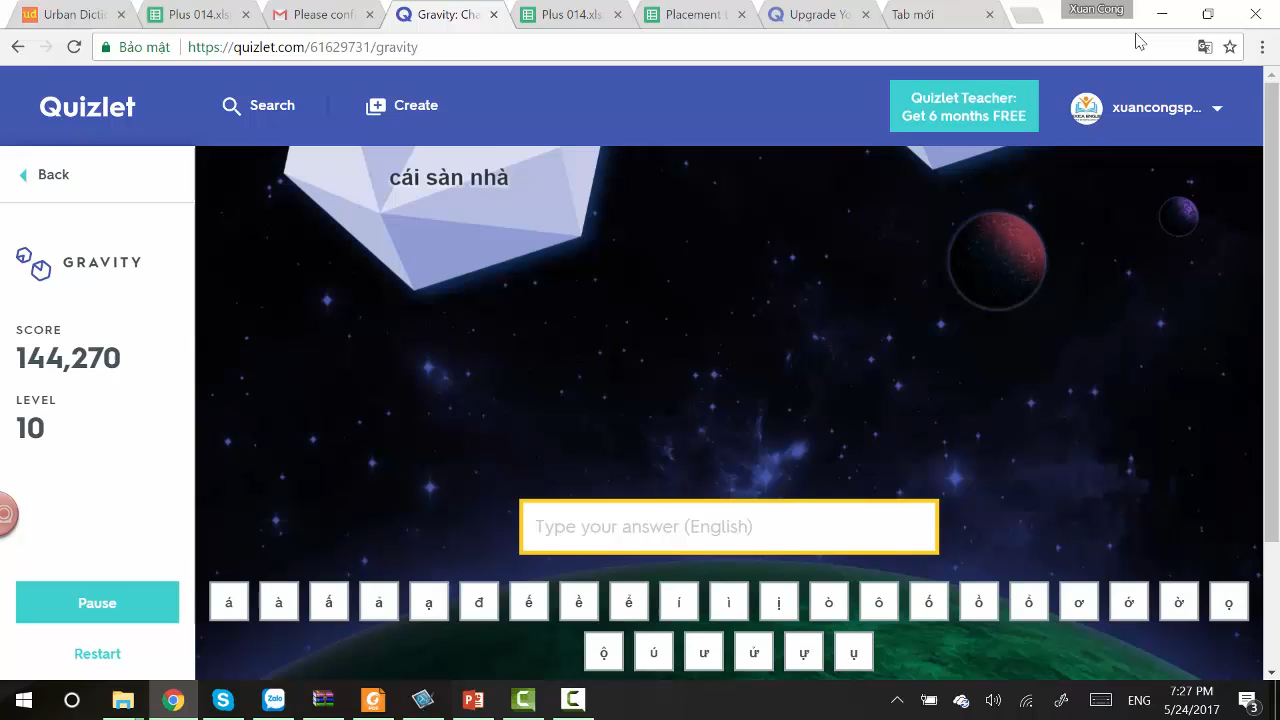 Urban Dictio
Plus 014.xls
Please confi
Gravity: Cha
Plus 014.xls
Placement L
Upgrade Yo
Tab mới
Xuan Cong
Bảo mật
https://quizlet.com/61629731/gravity
Quizlet
Search
Create
Quizlet Teacher:
Get 6 months FREE
xuancongsp...
Back
cái sàn nhà
GRAVITY
SCORE
144,270
LEVEL
10
Type your answer (English)
Pause
á à ấ ả ạ đ ế ề ể í ì ị ò ô ố ồ ổ ơ ớ ờ ọ
Restart
ộ ú ư ử ự ụ
ENG
7:27 PM
5/24/2017
3